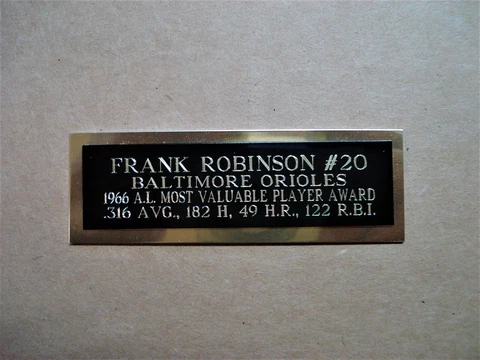 FRANK ROBINSON #20
BALTIMORE ORIOLES
1966 A.L. MOST VALUABLE PLAYER AWARD
.316 AVG., 182 H, 49 H.R., 122 R.B.I.